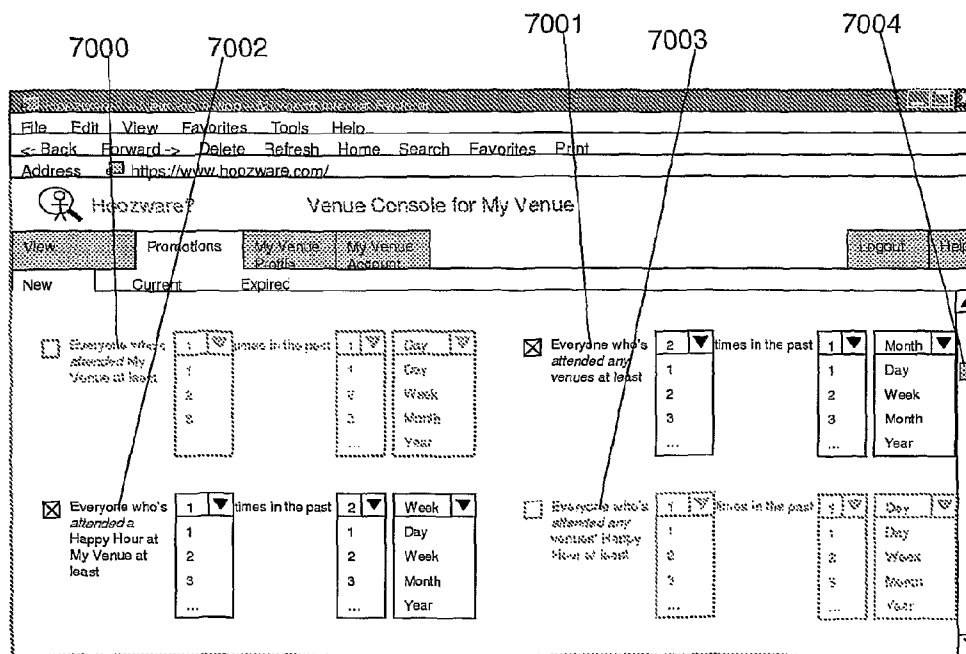 7000 7002 7001 7003 7004
File Edit View Favorites Tools Help
<- Back Forward -> Delete Refresh Home Search Favorites Print
Address https://www.hoozware.com/
Hoozware? Venue Console for My Venue
View Promotions My Venue Profile My Venue Account Logout Help
New Current Expired
Everyone who's
attended My
Venue at least
1 times in the past 1 Day
1 1 Day
2 2 Week
3 3 Month
... Year
Everyone who's
attended any
venues at least
2 times in the past 1 Month
1 1 Day
2 2 Week
3 3 Month
... ... Year
Everyone who's
attended a
Happy Hour at
My Venue at
least
1 times in the past 2 Week
1 1 Day
2 2 Week
3 3 Month
... ... Year
Everyone who's
attended any
venues' Happy
Hour at least
1 times in the past 1 Day
1 1 Day
2 2 Week
3 3 Month
... ... Year